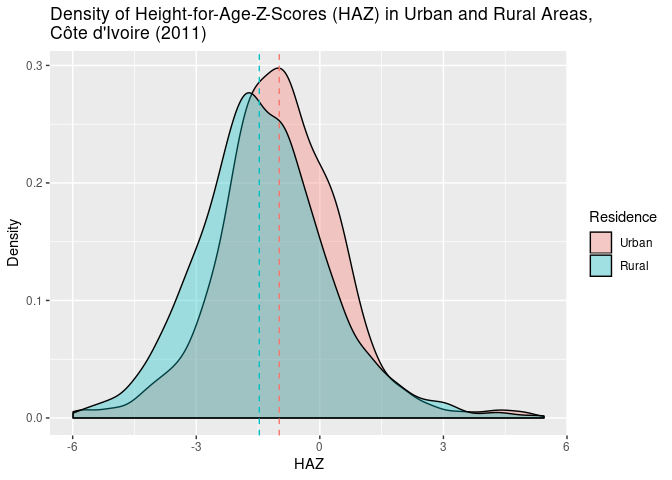 Density of Height-for-Age-Z-Scores (HAZ) in Urban and Rural Areas,
Côte d'Ivoire (2011)
0.3
0.2
0.1
0.0
Density
-6 -3 0 3 6
HAZ
Residence
Urban
Rural